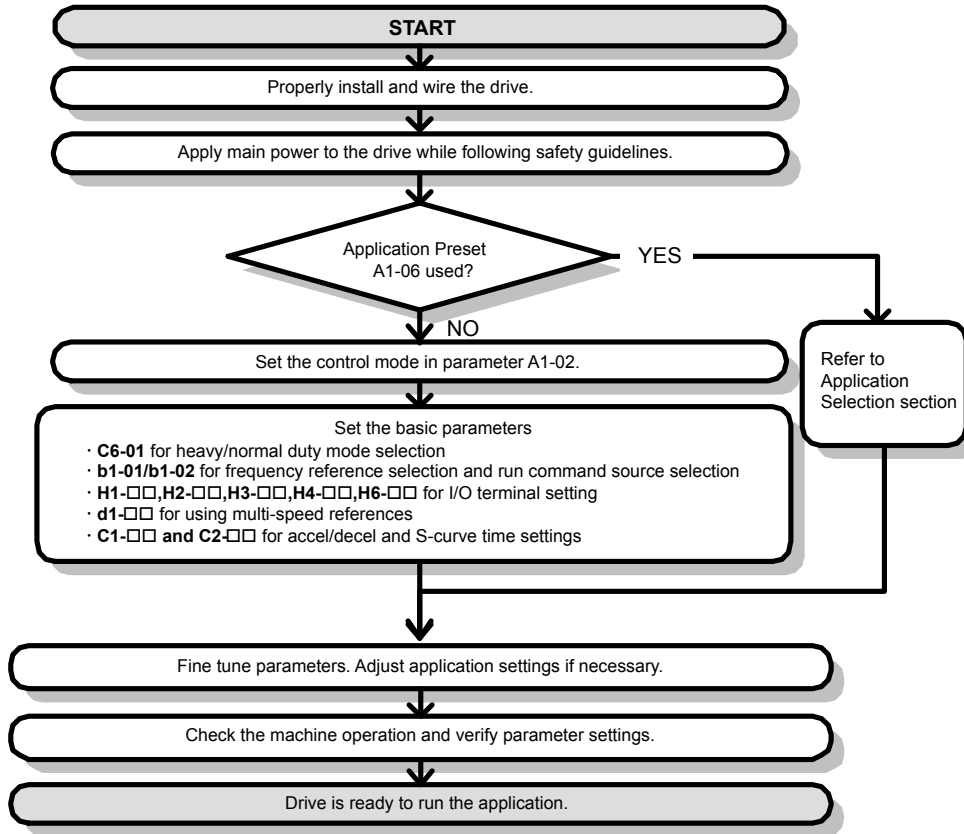 START
Properly install and wire the drive.
Apply main power to the drive while following safety guidelines.
Application Preset
A1-06 used?
YES
NO
Set the control mode in parameter A1-02.
Refer to
Application
Selection section
Set the basic parameters
· C6-01 for heavy/normal duty mode selection
· b1-01/b1-02 for frequency reference selection and run command source selection
· H1-□□,H2-□□,H3-□□,H4-□□,H6-□□ for I/O terminal setting
· d1-□□ for using multi-speed references
· C1-□□ and C2-□□ for accel/decel and S-curve time settings
Fine tune parameters. Adjust application settings if necessary.
Check the machine operation and verify parameter settings.
Drive is ready to run the application.